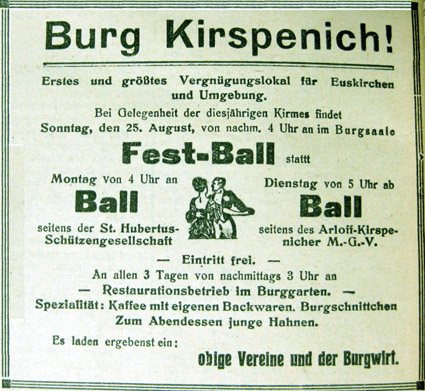 Burg Kirspenich!
Erstes und größtes Vergnügungslokal für Euskirchen
und Umgebung.
Bei Gelegenheit der diesjährigen Kirmes findet
Sonntag, den 25. August, von nachm. 4 Uhr an im Burgsaale
Fest-Ball stattt
Montag von 4 Uhr an
Ball
seitens der St. Hubertus-
Schützengesellschaft
Dienstag von 5 Uhr ab
Ball
seitens des Arloff-Kirspe-
nicher M.-G.-V.
— Eintritt frei. —
An allen 3 Tagen von nachmittags 3 Uhr an
— Restaurationsbetrieb im Burggarten. —
Spezialität: Kaffee mit eigenen Backwaren. Burgschnittchen
Zum Abendessen junge Hahnen.
Es laden ergebenst ein:
obige Vereine und der Burgwirt.